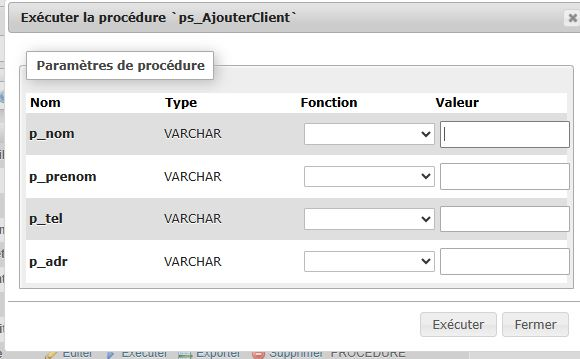 Exécuter la procédure `ps_AjouterClient`
Paramètres de procédure
Nom Type Fonction Valeur
p_nom VARCHAR
p_prenom VARCHAR
p_tel VARCHAR
p_adr VARCHAR
Exécuter Fermer
Éditer Exécuter Exporter Supprimer PROCEDURE